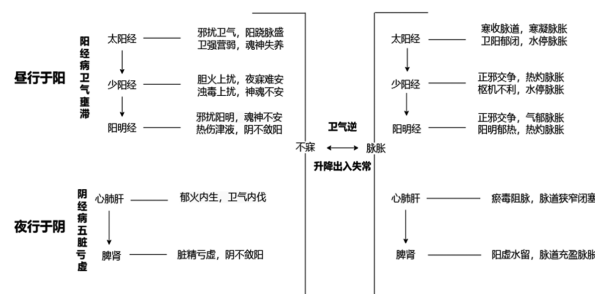 昼行于阳
阳经病卫气壅滞
太阳经
邪扰卫气，阳跷脉盛
卫强营弱，魂神失养
少阳经
胆火上扰，夜寐难安
浊毒上扰，神魂不安
阳明经
邪扰阳明，魂神不安
热伤津液，阴不敛阳
夜行于阴
阴经病五脏亏虚
心肺肝
郁火内生，卫气内伐
脾肾
脏精亏虚，阴不敛阳
不寐
卫气逆
升降出入失常
脉胀
太阳经
寒收脉道，寒凝脉胀
卫阳郁闭，水停脉胀
少阳经
正邪交争，热灼脉胀
枢机不利，水停脉胀
阳明经
正邪交争，气郁脉胀
阳明郁热，热灼脉胀
心肺肝
瘀毒阻脉，脉道狭窄闭塞
脾肾
阳虚水留，脉道充盈脉胀